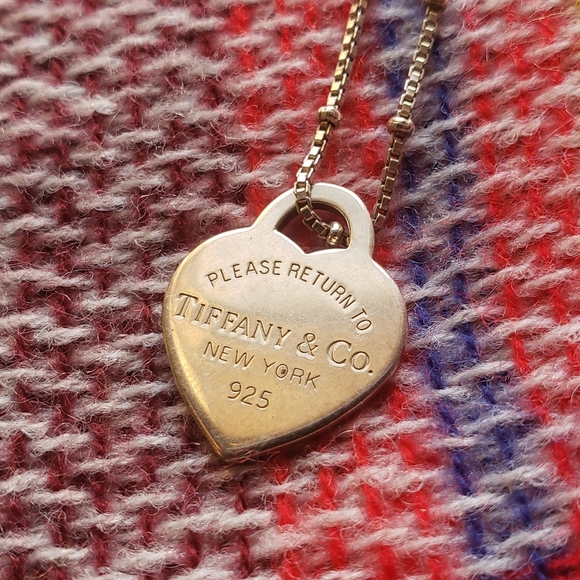 PLEASE RETURN TO
TIFFANY & CO.
NEW YORK
925